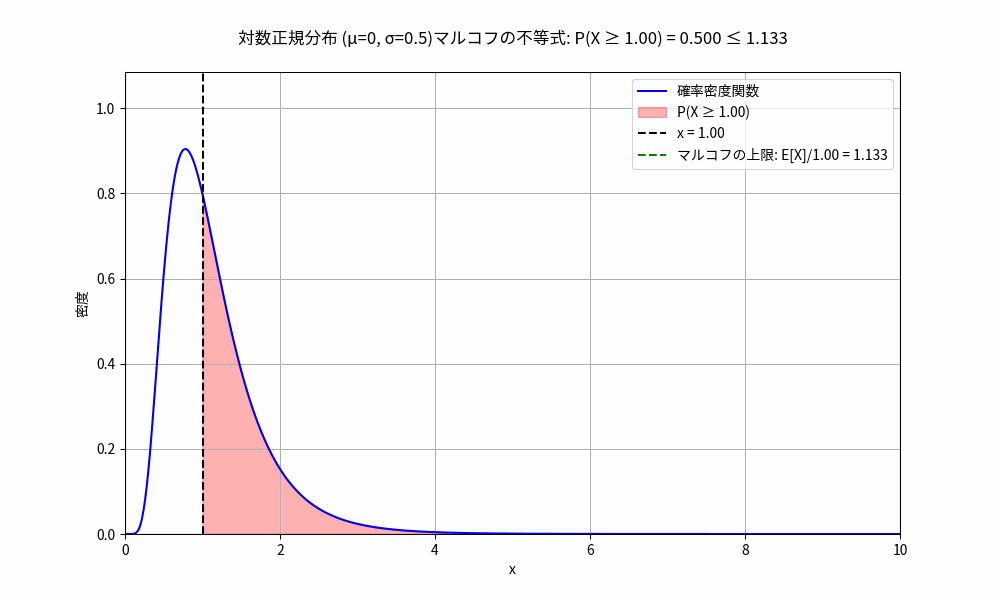 対数正規分布 (μ=0, σ=0.5)マルコフの不等式: P(X ≥ 1.00) = 0.500 ≤ 1.133
確率密度関数
P(X ≥ 1.00)
x = 1.00
マルコフの上限: E[X]/1.00 = 1.133
密度
1.0
0.8
0.6
0.4
0.2
0.0
0 2 4 6 8 10
x